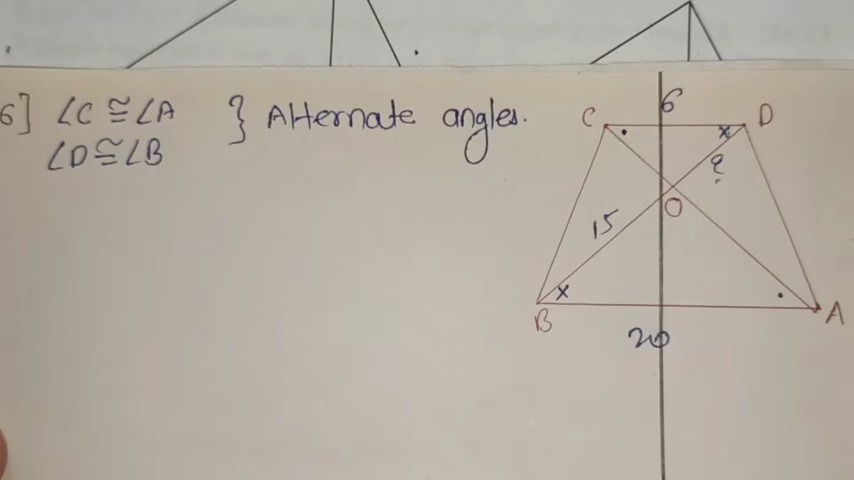 6] ∠C ≅ ∠A } Alternate angles.
∠D ≅ ∠B
6
C D
x
?
O
15
x
B A
20